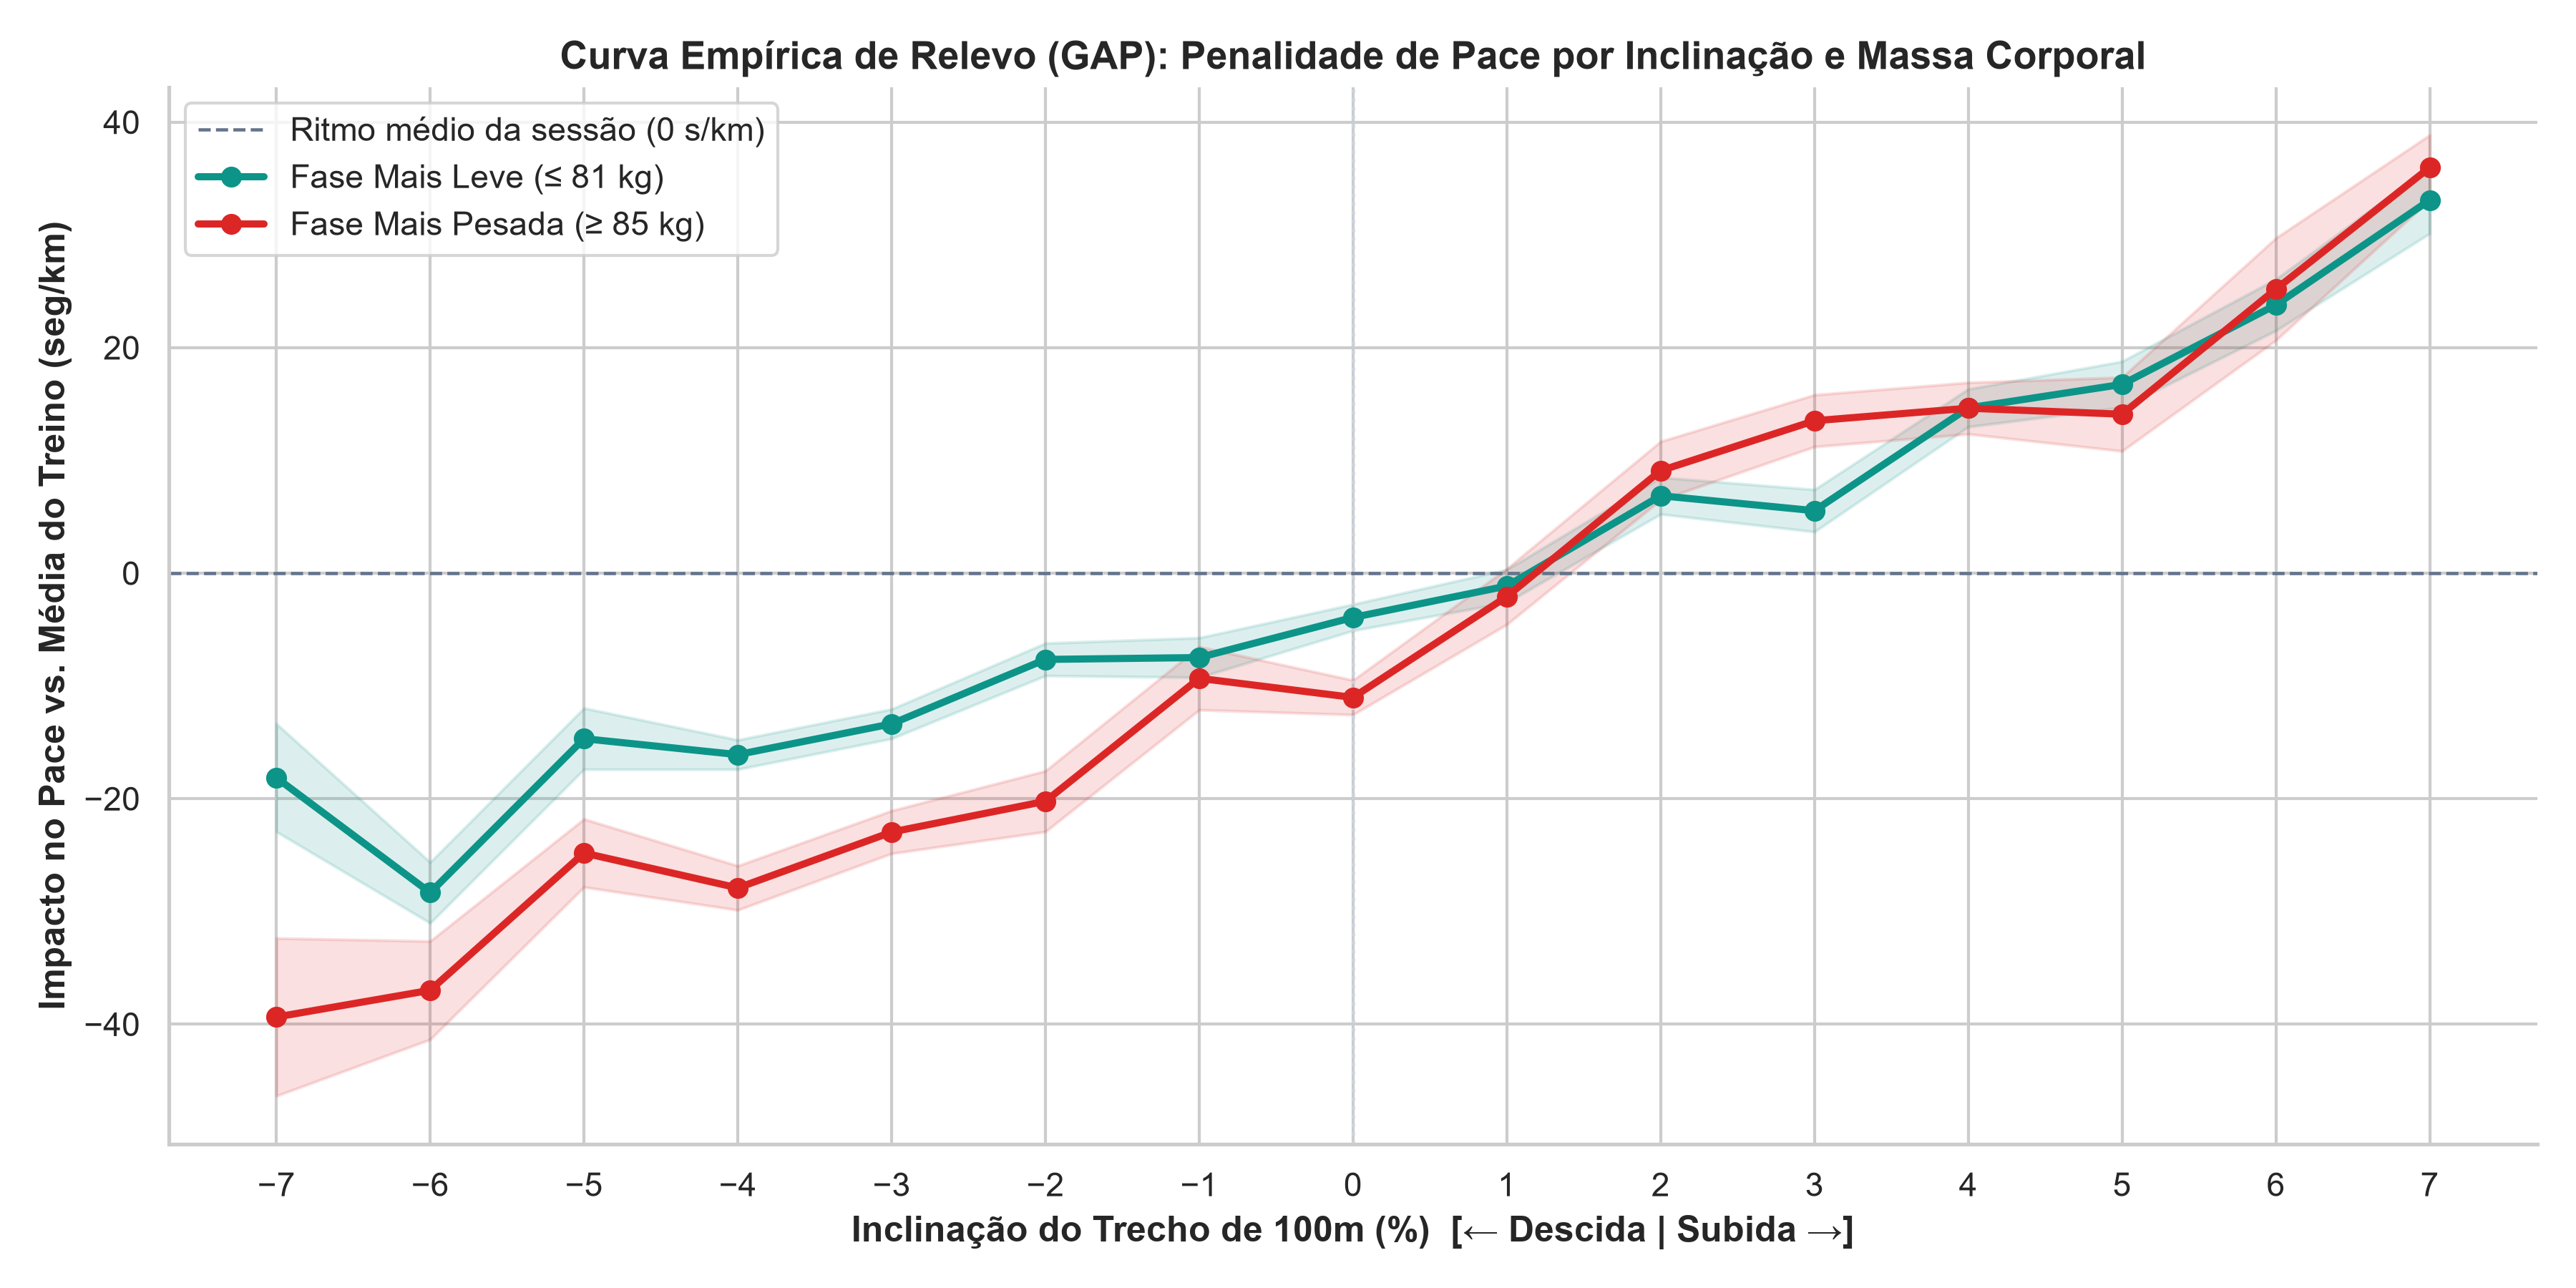 Curva Empírica de Relevo (GAP): Penalidade de Pace por Inclinação e Massa Corporal
Ritmo médio da sessão (0 s/km)
Fase Mais Leve (≤ 81 kg)
Fase Mais Pesada (≥ 85 kg)
Impacto no Pace vs. Média do Treino (seg/km)
40
20
0
−20
−40
−7 −6 −5 −4 −3 −2 −1 0 1 2 3 4 5 6 7
Inclinação do Trecho de 100m (%) [← Descida | Subida →]